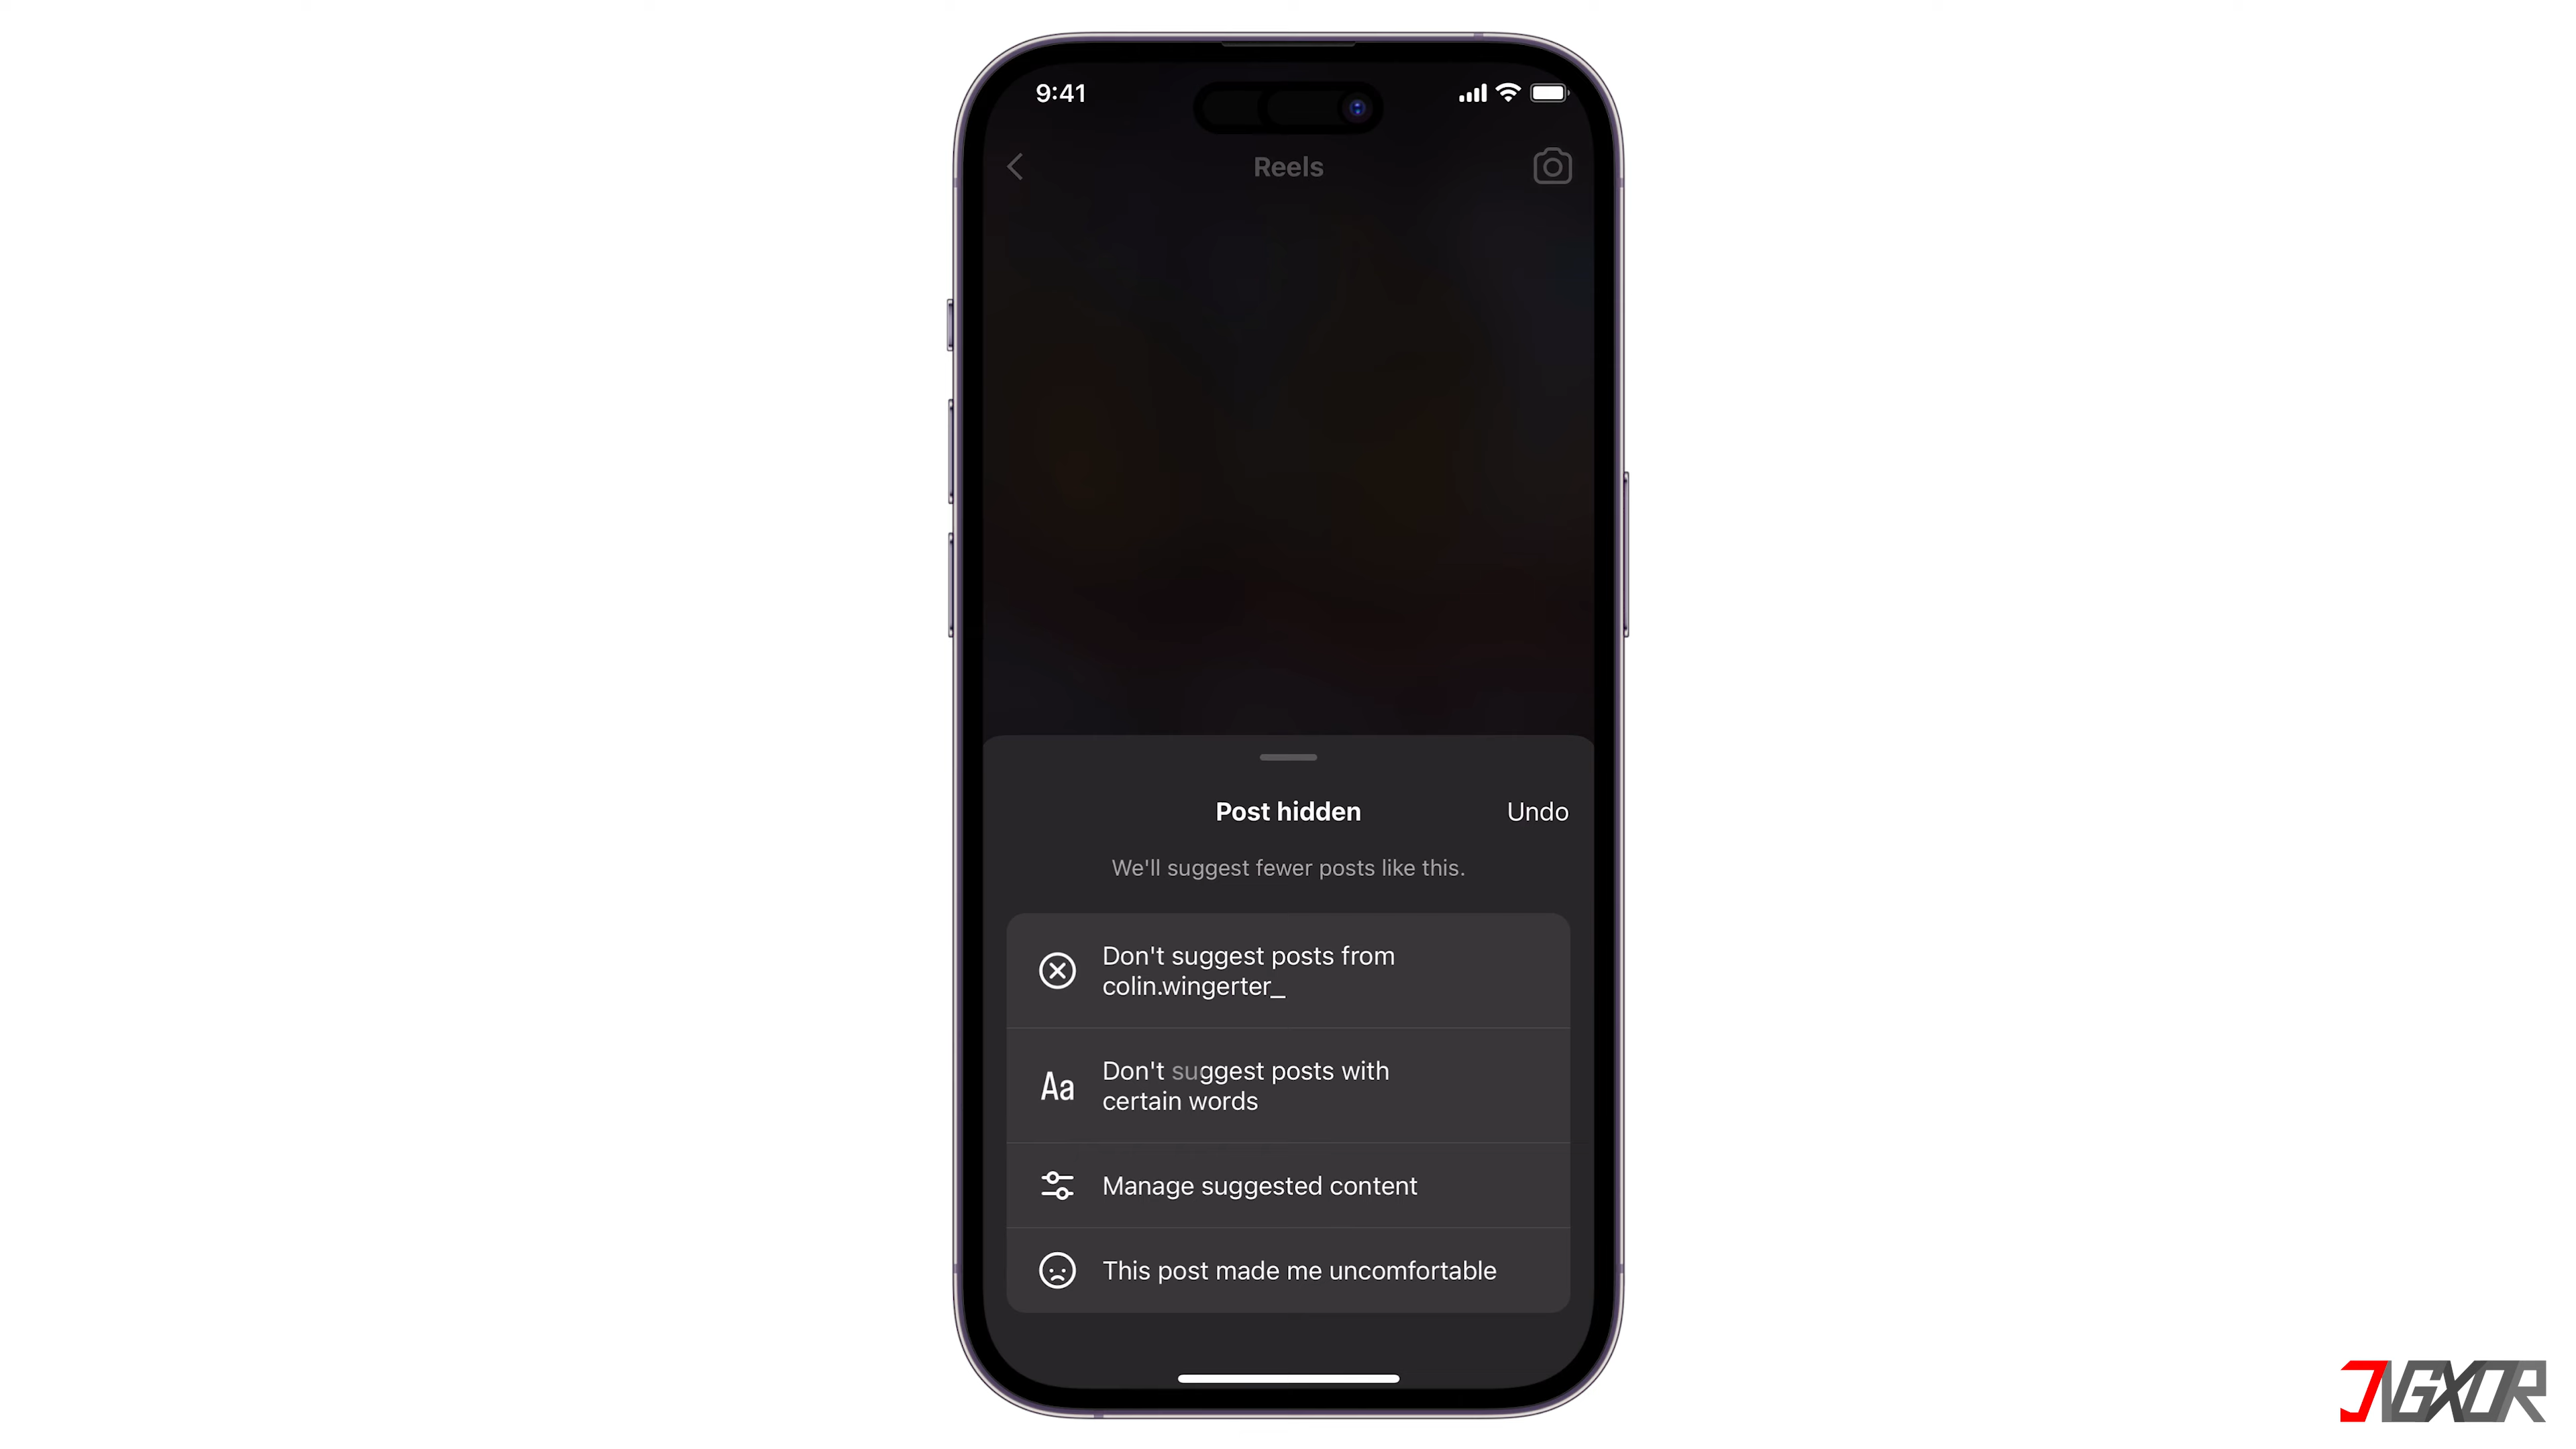 9:41
Reels
Post hidden
Undo
We'll suggest fewer posts like this.
Don't suggest posts from
colin.wingerter_
Don't suggest posts with
certain words
Manage suggested content
This post made me uncomfortable
JNGXOR